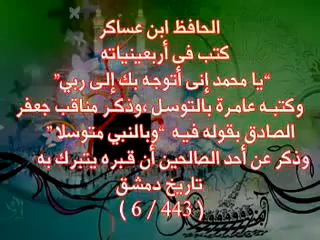 الحافظ ابن عساكر
كتب في أربعينياته
“يا محمد إني أتوجه بك إلى ربي”
وكتبه عامرة بالتوسل ،وذكر مناقب جعفر
الصادق بقوله فيه “وبالنبي متوسلا”
وذكر عن أحد الصالحين أن قبره يتبرك به
تاريخ دمشق
( 6 / 443 )